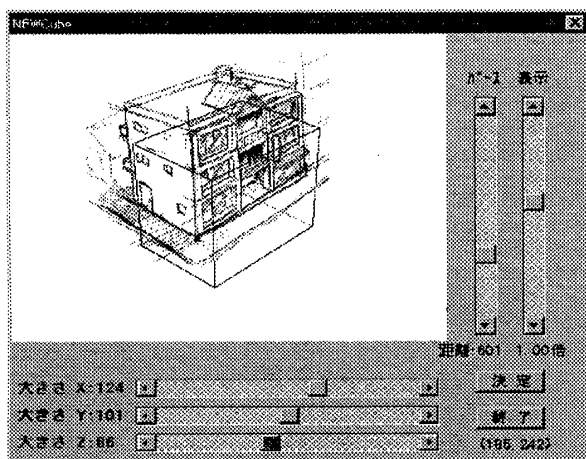 NEWCube
ﾊﾟｰｽ 表示
距離:601 1.00倍
大きさ X:124
決定
大きさ Y:101
終了
大きさ Z:86
(195,242)